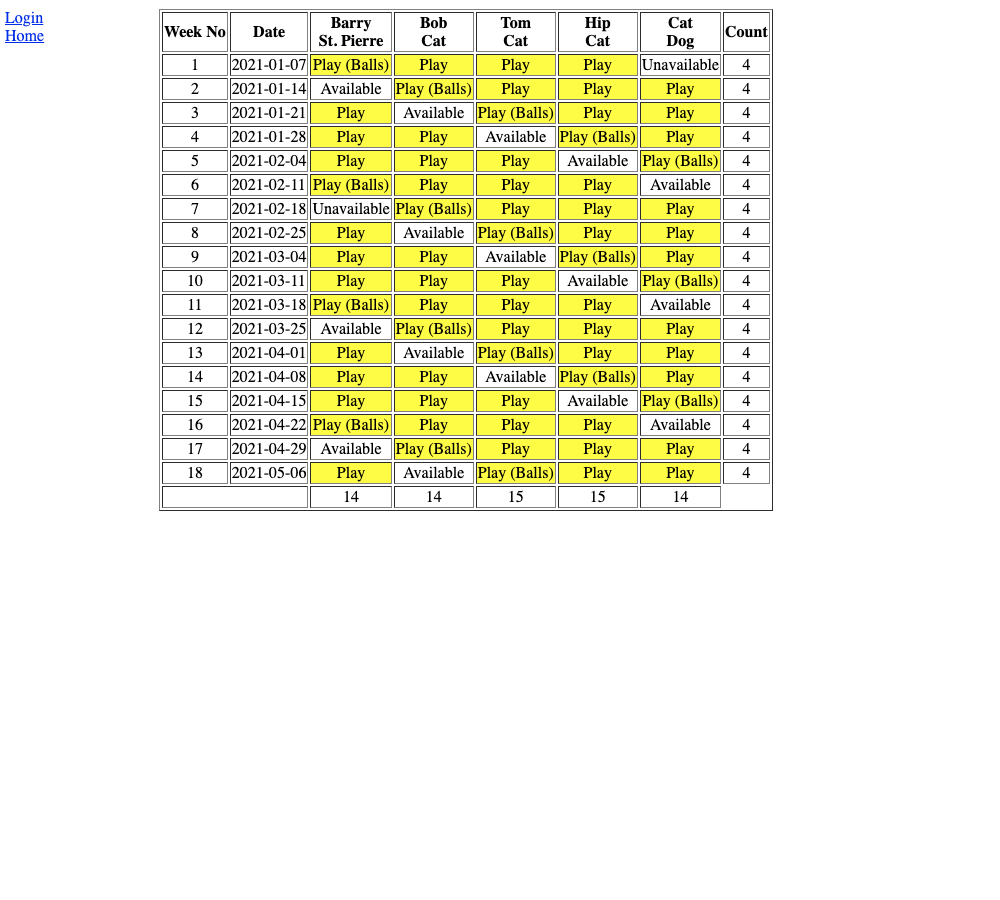 Login
Home
Week No Date Barry St. Pierre Bob Cat Tom Cat Hip Cat Cat Dog Count
1 2021-01-07 Play (Balls) Play Play Play Unavailable 4
2 2021-01-14 Available Play (Balls) Play Play Play 4
3 2021-01-21 Play Available Play (Balls) Play Play 4
4 2021-01-28 Play Play Available Play (Balls) Play 4
5 2021-02-04 Play Play Play Available Play (Balls) 4
6 2021-02-11 Play (Balls) Play Play Play Available 4
7 2021-02-18 Unavailable Play (Balls) Play Play Play 4
8 2021-02-25 Play Available Play (Balls) Play Play 4
9 2021-03-04 Play Play Available Play (Balls) Play 4
10 2021-03-11 Play Play Play Available Play (Balls) 4
11 2021-03-18 Play (Balls) Play Play Play Available 4
12 2021-03-25 Available Play (Balls) Play Play Play 4
13 2021-04-01 Play Available Play (Balls) Play Play 4
14 2021-04-08 Play Play Available Play (Balls) Play 4
15 2021-04-15 Play Play Play Available Play (Balls) 4
16 2021-04-22 Play (Balls) Play Play Play Available 4
17 2021-04-29 Available Play (Balls) Play Play Play 4
18 2021-05-06 Play Available Play (Balls) Play Play 4
14 14 15 15 14